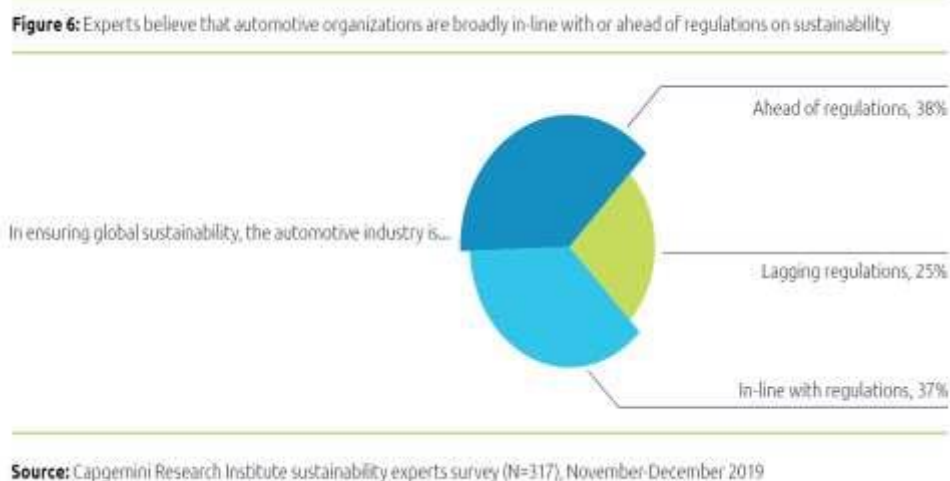 Figure 6: Experts believe that automotive organizations are broadly in-line with or ahead of regulations on sustainability
Ahead of regulations, 38%
In ensuring global sustainability, the automotive industry is...
Lagging regulations, 25%
In-line with regulations, 37%
Source: Capgemini Research Institute sustainability experts survey (N=317), November-December 2019